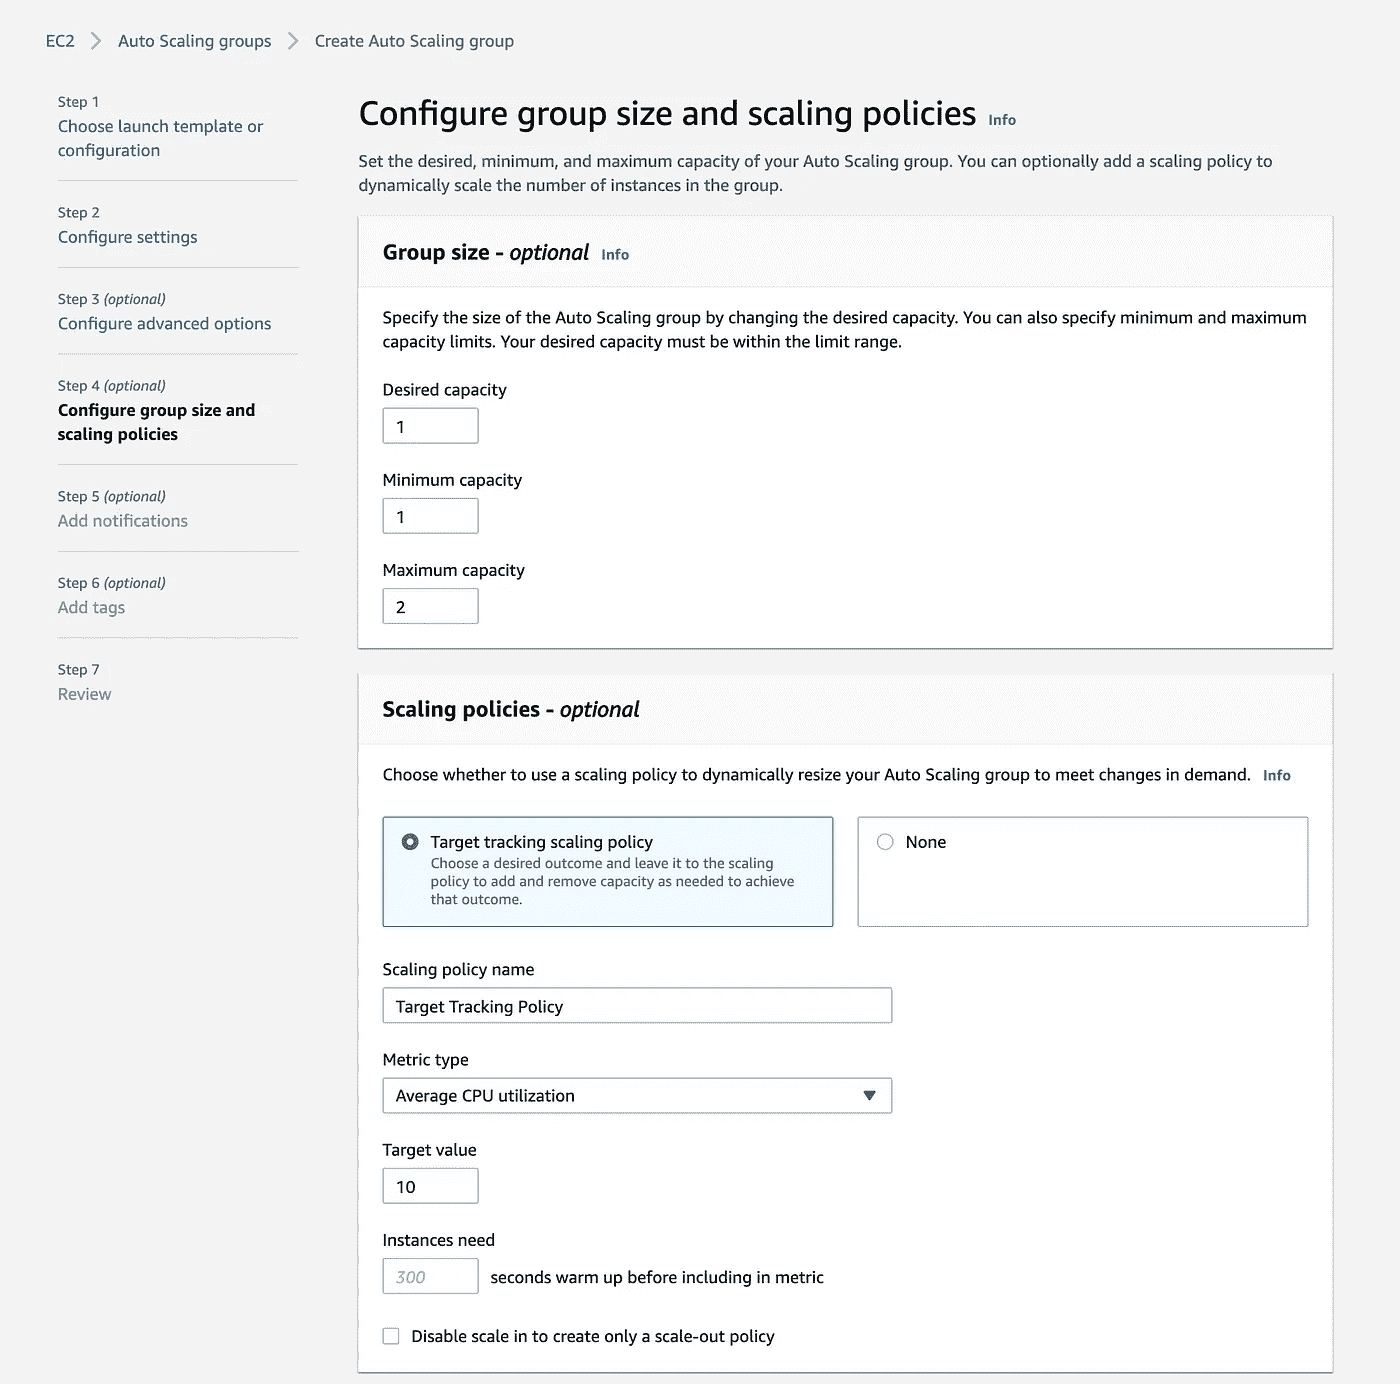 EC2 > Auto Scaling groups > Create Auto Scaling group
Step 1
Choose launch template or
configuration
Step 2
Configure settings
Step 3 (optional)
Configure advanced options
Step 4 (optional)
Configure group size and
scaling policies
Step 5 (optional)
Add notifications
Step 6 (optional)
Add tags
Step 7
Review
Configure group size and scaling policies Info
Set the desired, minimum, and maximum capacity of your Auto Scaling group. You can optionally add a scaling policy to
dynamically scale the number of instances in the group.
Group size - optional Info
Specify the size of the Auto Scaling group by changing the desired capacity. You can also specify minimum and maximum
capacity limits. Your desired capacity must be within the limit range.
Desired capacity
1
Minimum capacity
1
Maximum capacity
2
Scaling policies - optional
Choose whether to use a scaling policy to dynamically resize your Auto Scaling group to meet changes in demand. Info
Target tracking scaling policy
Choose a desired outcome and leave it to the scaling
policy to add and remove capacity as needed to achieve
that outcome.
None
Scaling policy name
Target Tracking Policy
Metric type
Average CPU utilization
Target value
10
Instances need
300 seconds warm up before including in metric
Disable scale in to create only a scale-out policy